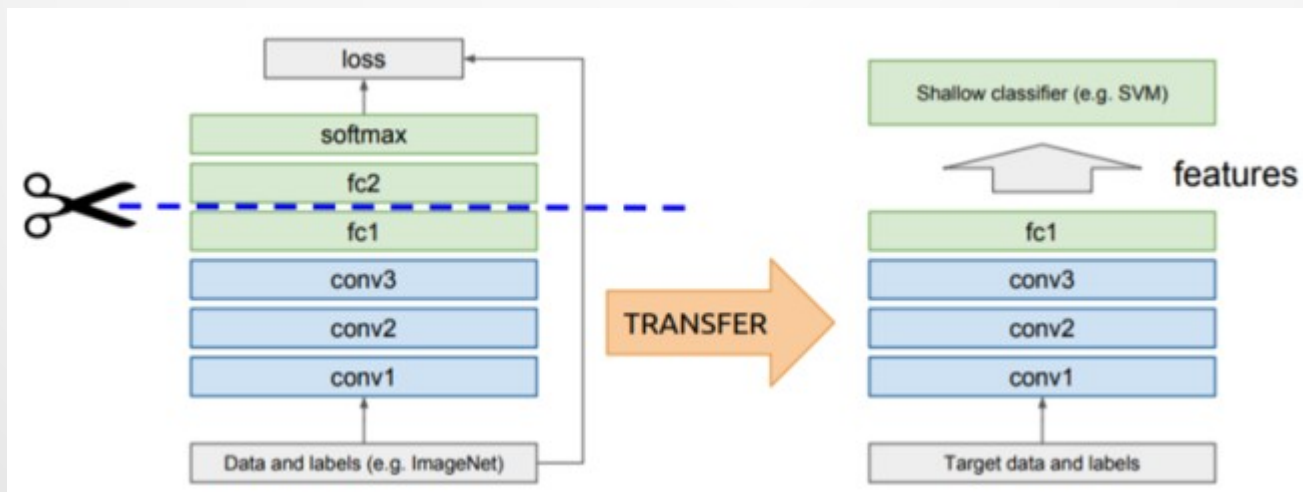 loss
softmax
fc2
fc1
conv3
conv2
conv1
Data and labels (e.g. ImageNet)
TRANSFER
Shallow classifier (e.g. SVM)
features
fc1
conv3
conv2
conv1
Target data and labels